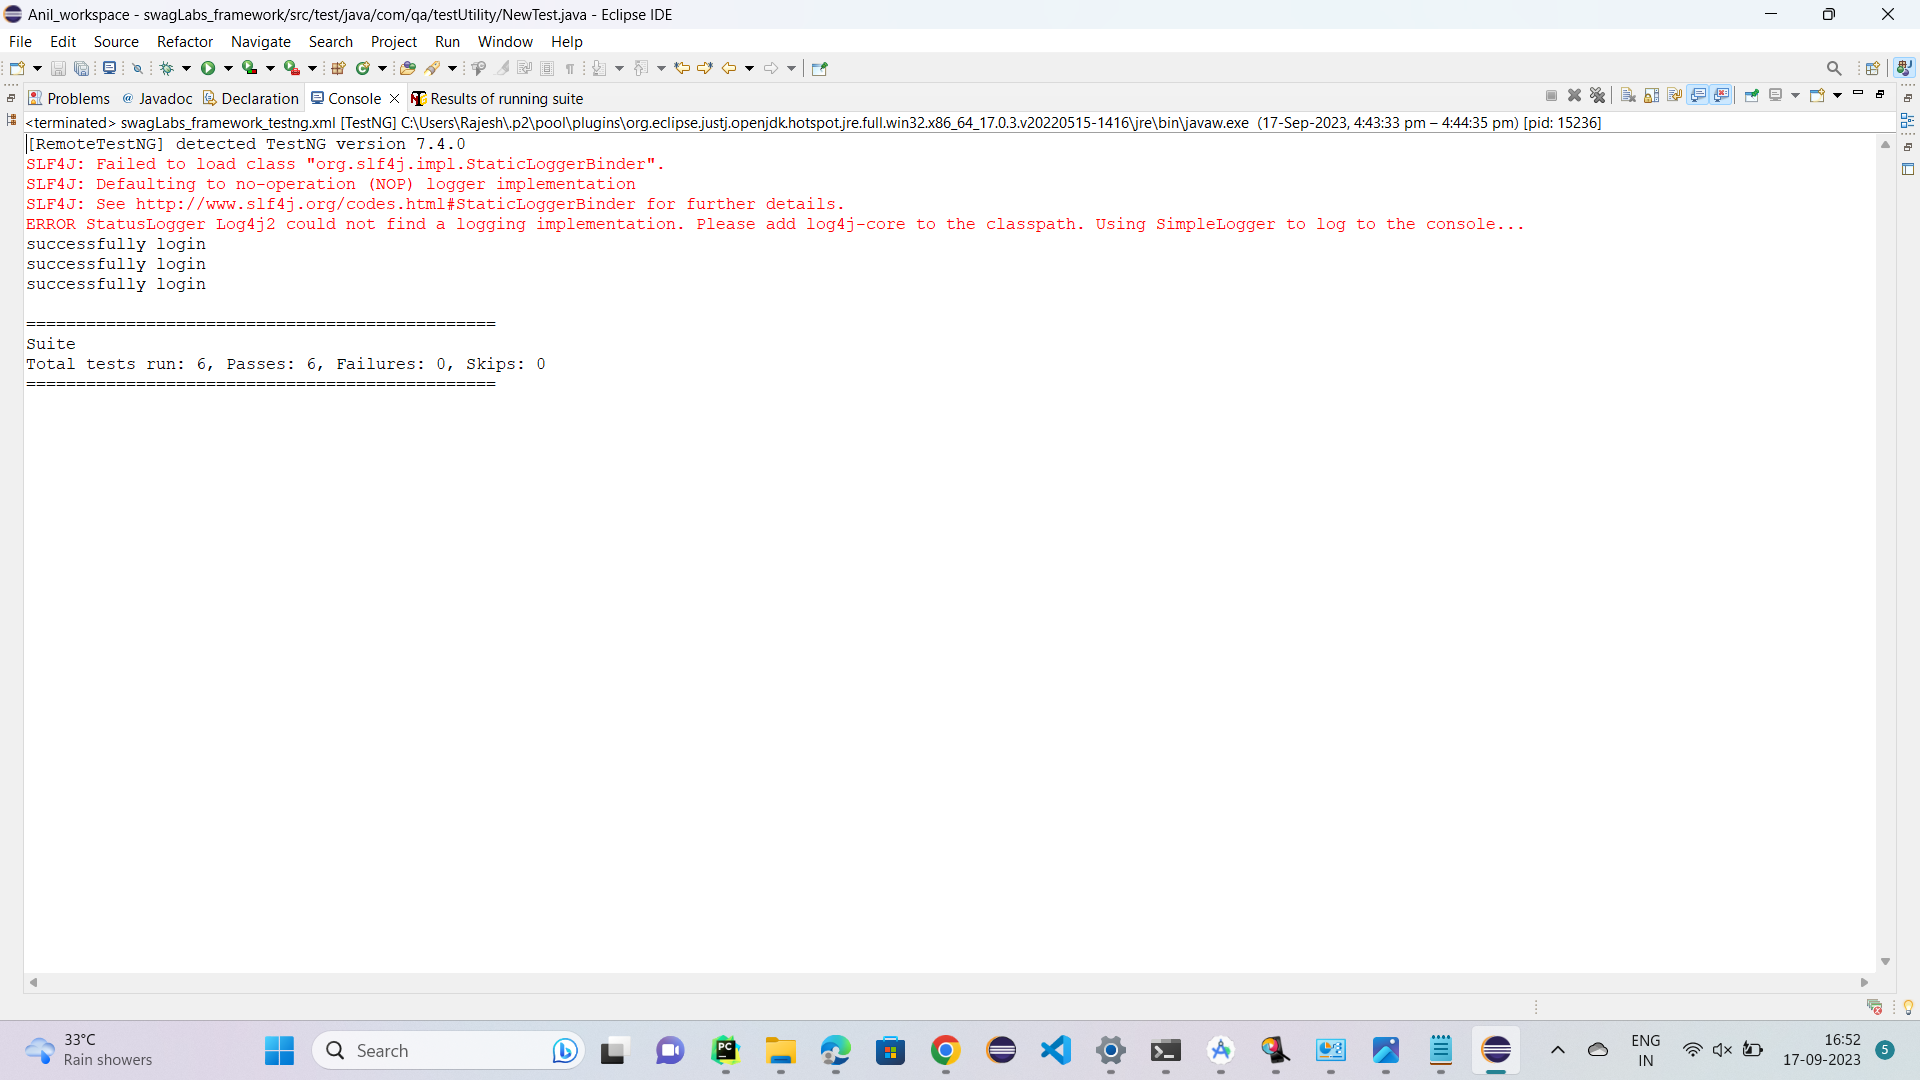 Anil_workspace - swagLabs_framework/src/test/java/com/qa/testUtility/NewTest.java - Eclipse IDE
File Edit Source Refactor Navigate Search Project Run Window Help
Problems @ Javadoc Declaration Console Results of running suite
<terminated> swagLabs_framework_testng.xml [TestNG] C:\Users\Rajesh\.p2\pool\plugins\org.eclipse.justj.openjdk.hotspot.jre.full.win32.x86_64_17.0.3.v20220515-1416\jre\bin\javaw.exe (17-Sep-2023, 4:43:33 pm – 4:44:35 pm) [pid: 15236]
[RemoteTestNG] detected TestNG version 7.4.0
SLF4J: Failed to load class "org.slf4j.impl.StaticLoggerBinder".
SLF4J: Defaulting to no-operation (NOP) logger implementation
SLF4J: See http://www.slf4j.org/codes.html#StaticLoggerBinder for further details.
ERROR StatusLogger Log4j2 could not find a logging implementation. Please add log4j-core to the classpath. Using SimpleLogger to log to the console...
successfully login
successfully login
successfully login
===============================================
Suite
Total tests run: 6, Passes: 6, Failures: 0, Skips: 0
===============================================
33°C
Rain showers
Search
PC
ENG
IN
16:52
17-09-2023
5